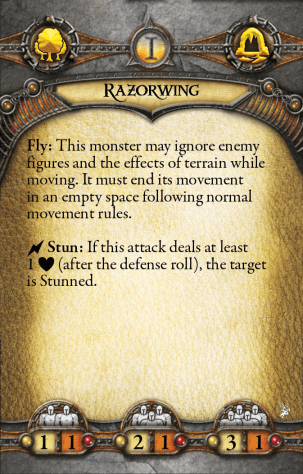 I
RAZORWING
Fly: This monster may ignore enemy
figures and the effects of terrain while
moving. It must end its movement
in an empty space following normal
movement rules.
Stun: If this attack deals at least
1 (after the defense roll), the target
is Stunned.
1 1 2 1 3 1